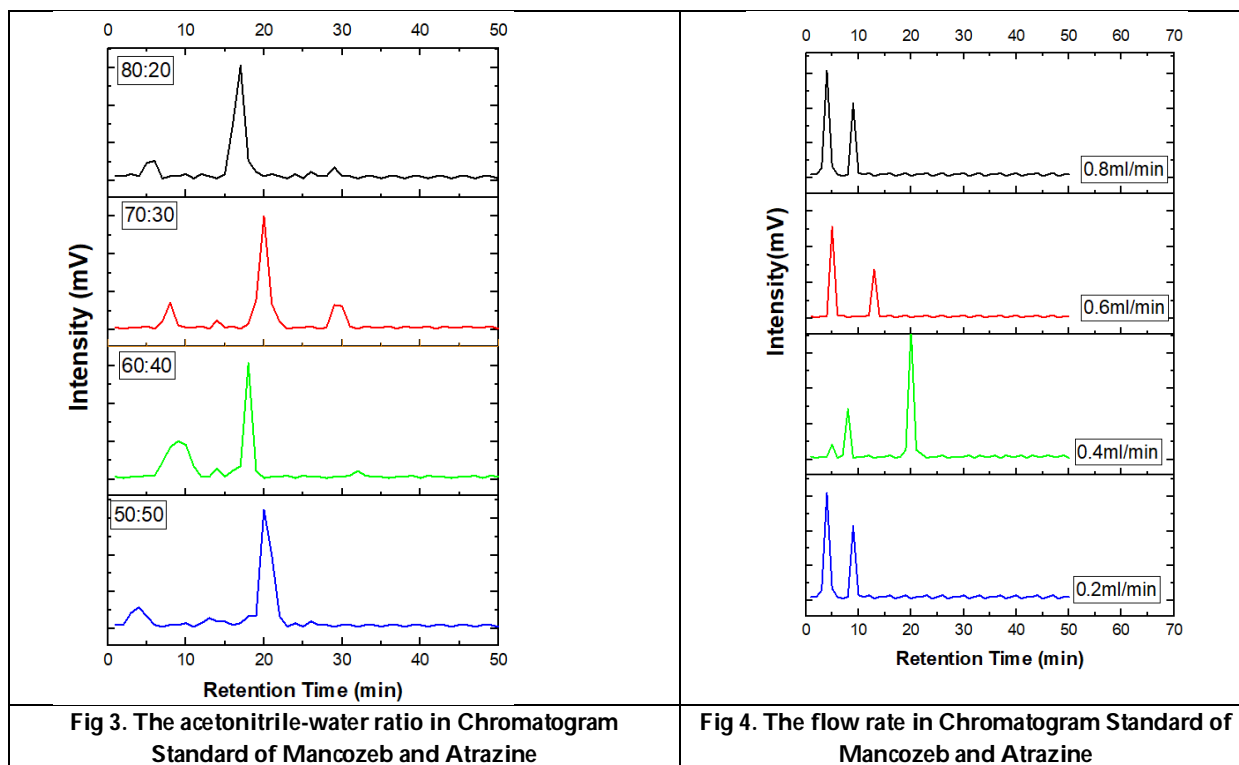 0 10 20 30 40 50
80:20
70:30
60:40
50:50
Intensity (mV)
0 10 20 30 40 50
Retention Time (min)
Fig 3. The acetonitrile-water ratio in Chromatogram
Standard of Mancozeb and Atrazine
0 10 20 30 40 50 60 70
0.8ml/min
0.6ml/min
0.4ml/min
0.2ml/min
Intensity(mV)
0 10 20 30 40 50 60 70
Retention Time (min)
Fig 4. The flow rate in Chromatogram Standard of
Mancozeb and Atrazine